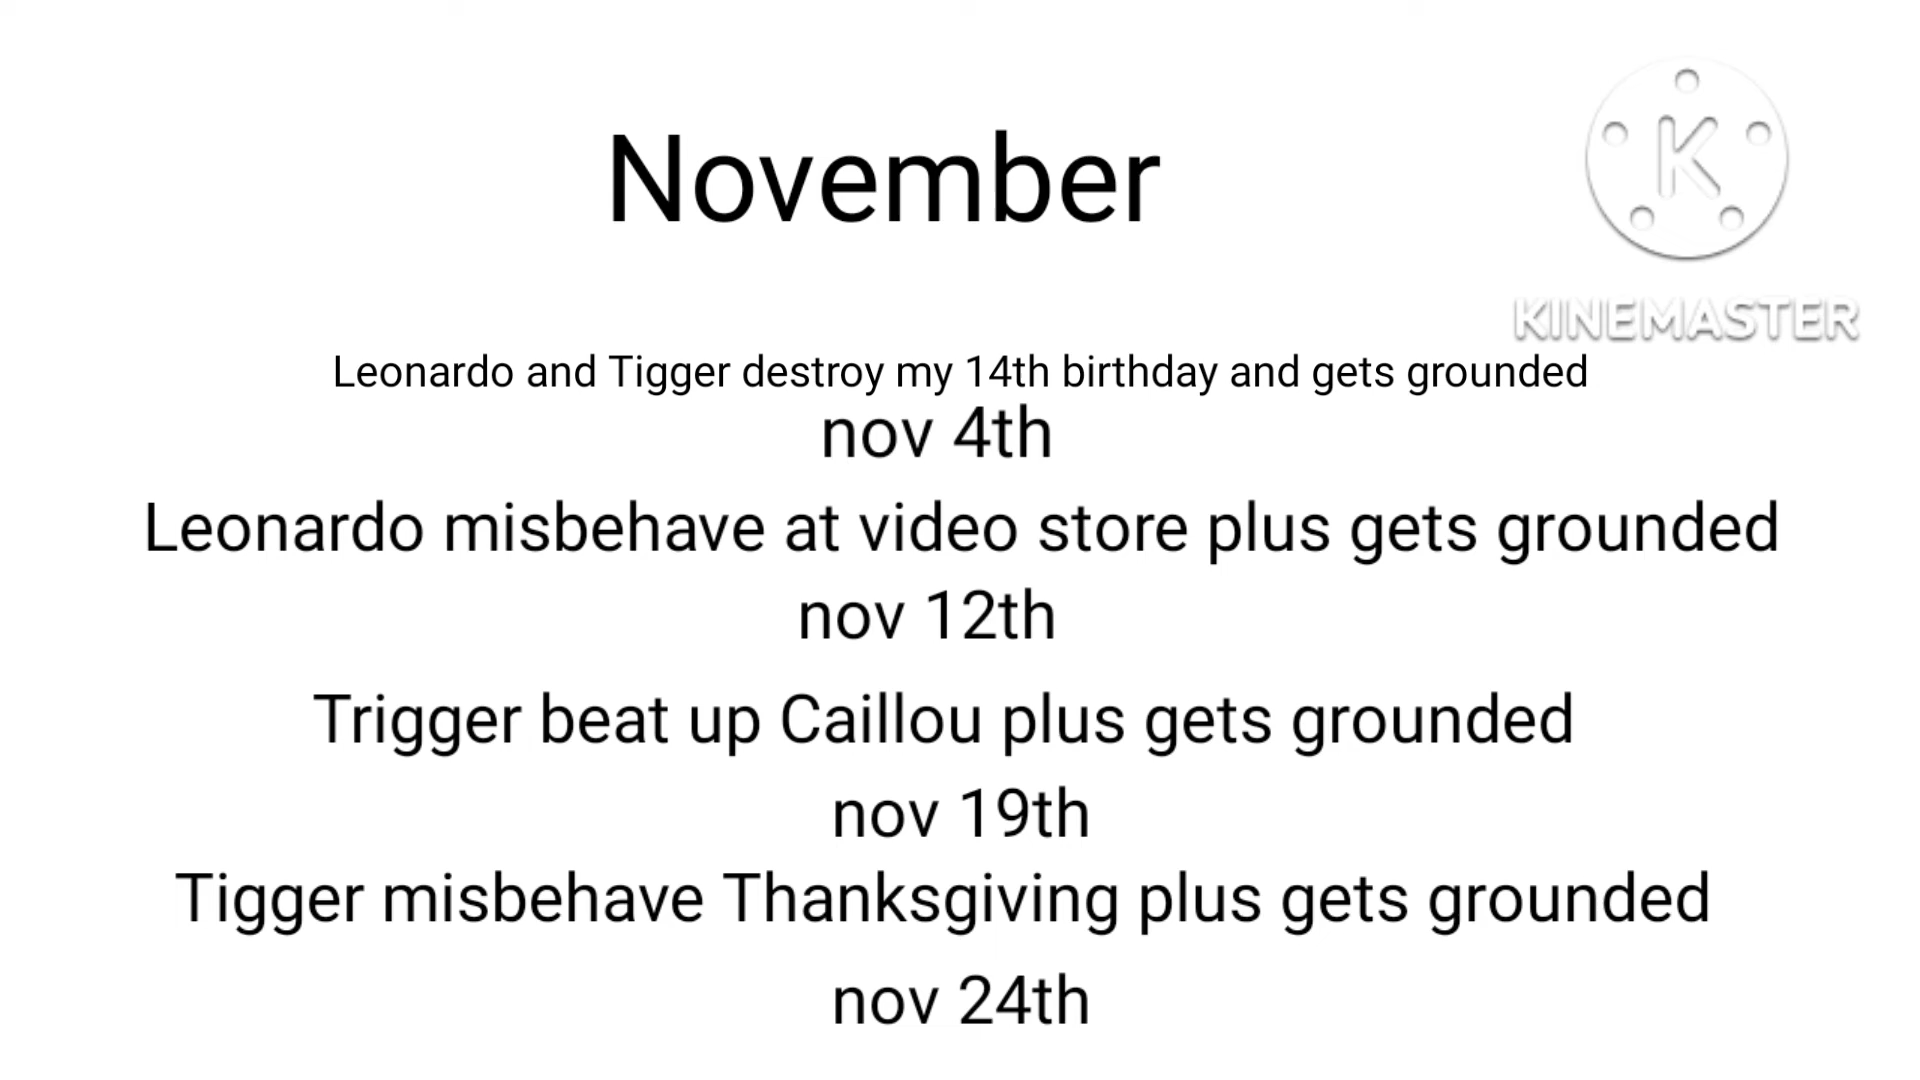 November
K
KINEMASTER
Leonardo and Tigger destroy my 14th birthday and gets grounded
nov 4th
Leonardo misbehave at video store plus gets grounded
nov 12th
Trigger beat up Caillou plus gets grounded
nov 19th
Tigger misbehave Thanksgiving plus gets grounded
nov 24th